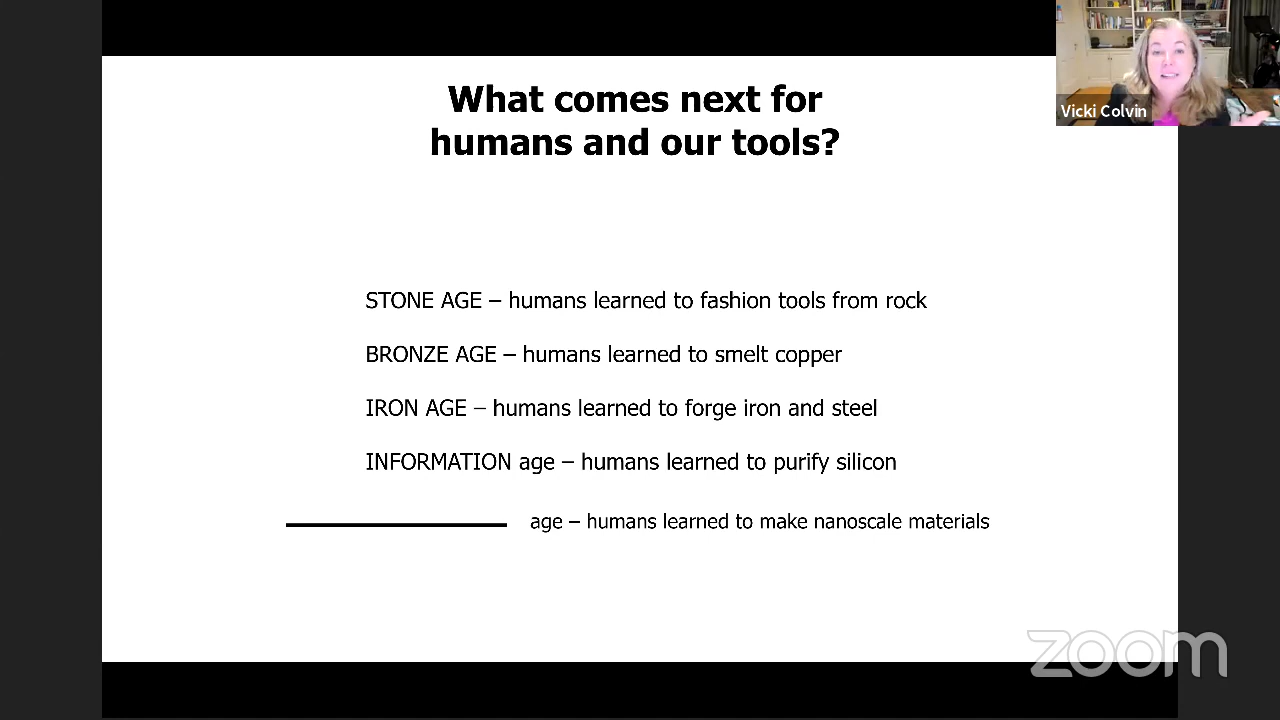 What comes next for
humans and our tools?
Vicki Colvin
STONE AGE – humans learned to fashion tools from rock
BRONZE AGE – humans learned to smelt copper
IRON AGE – humans learned to forge iron and steel
INFORMATION age – humans learned to purify silicon
age – humans learned to make nanoscale materials
zoom